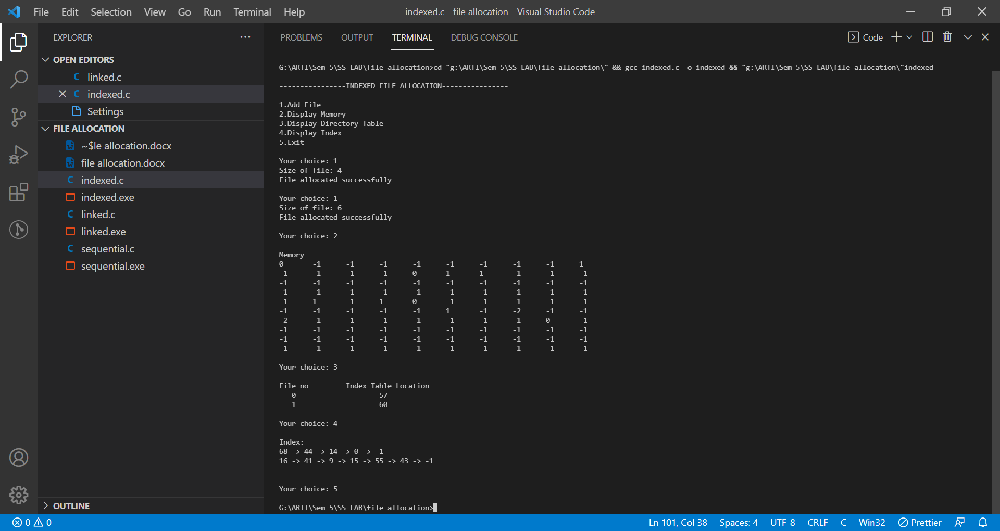 File Edit Selection View Go Run Terminal Help indexed.c - file allocation - Visual Studio Code
EXPLORER
OPEN EDITORS
C linked.c
C indexed.c
Settings
FILE ALLOCATION
~$le allocation.docx
file allocation.docx
C indexed.c
indexed.exe
C linked.c
linked.exe
C sequential.c
sequential.exe
OUTLINE
PROBLEMS OUTPUT TERMINAL DEBUG CONSOLE Code
G:\ARTI\Sem 5\SS LAB\file allocation>cd "g:\ARTI\Sem 5\SS LAB\file allocation\" && gcc indexed.c -o indexed && "g:\ARTI\Sem 5\SS LAB\file allocation\"indexed
----------------INDEXED FILE ALLOCATION----------------
1.Add File
2.Display Memory
3.Display Directory Table
4.Display Index
5.Exit
Your choice: 1
Size of file: 4
File allocated successfully
Your choice: 1
Size of file: 6
File allocated successfully
Your choice: 2
Memory
0 -1 -1 -1 -1 -1 -1 -1 -1 1
-1 -1 -1 -1 0 1 1 -1 -1 -1
-1 -1 -1 -1 -1 -1 -1 -1 -1 -1
-1 -1 -1 -1 -1 -1 -1 -1 -1 -1
-1 1 -1 1 0 -1 -1 -1 -1 -1
-1 -1 -1 -1 -1 1 -1 -2 -1 -1
-2 -1 -1 -1 -1 -1 -1 -1 0 -1
-1 -1 -1 -1 -1 -1 -1 -1 -1 -1
-1 -1 -1 -1 -1 -1 -1 -1 -1 -1
-1 -1 -1 -1 -1 -1 -1 -1 -1 -1
Your choice: 3
File no Index Table Location
0 57
1 60
Your choice: 4
Index:
68 -> 44 -> 14 -> 0 -> -1
16 -> 41 -> 9 -> 15 -> 55 -> 43 -> -1
Your choice: 5
G:\ARTI\Sem 5\SS LAB\file allocation>
0 0 Ln 101, Col 38 Spaces: 4 UTF-8 CRLF C Win32 Prettier